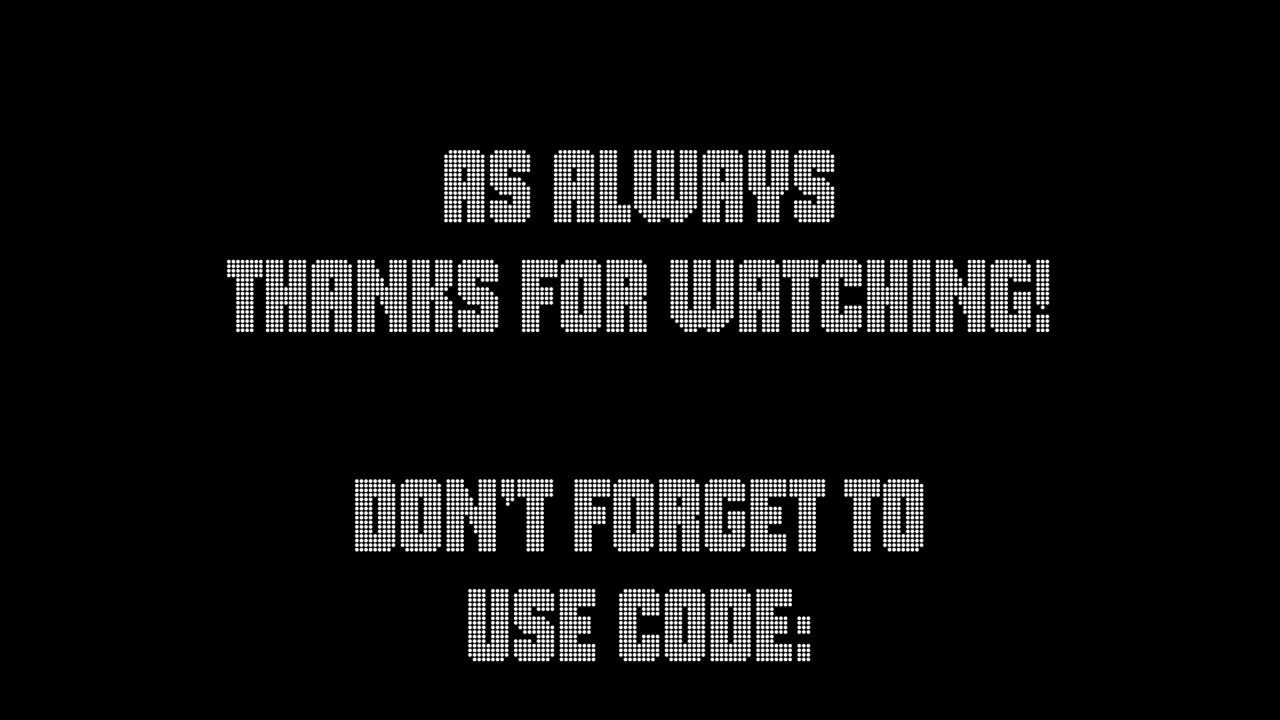 AS ALWAYS
THANKS FOR WATCHING!
DON'T FORGET TO
USE CODE: